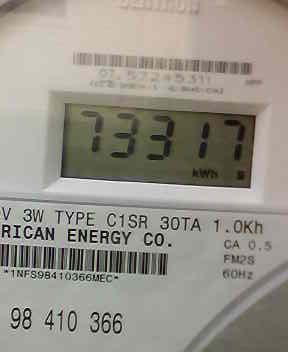 73317
kWh
V 3W TYPE C1SR 30TA 1.0Kh
RICAN ENERGY CO.
CA 0.5
FM2S
60Hz
*1NFS98410366MEC*
98 410 366